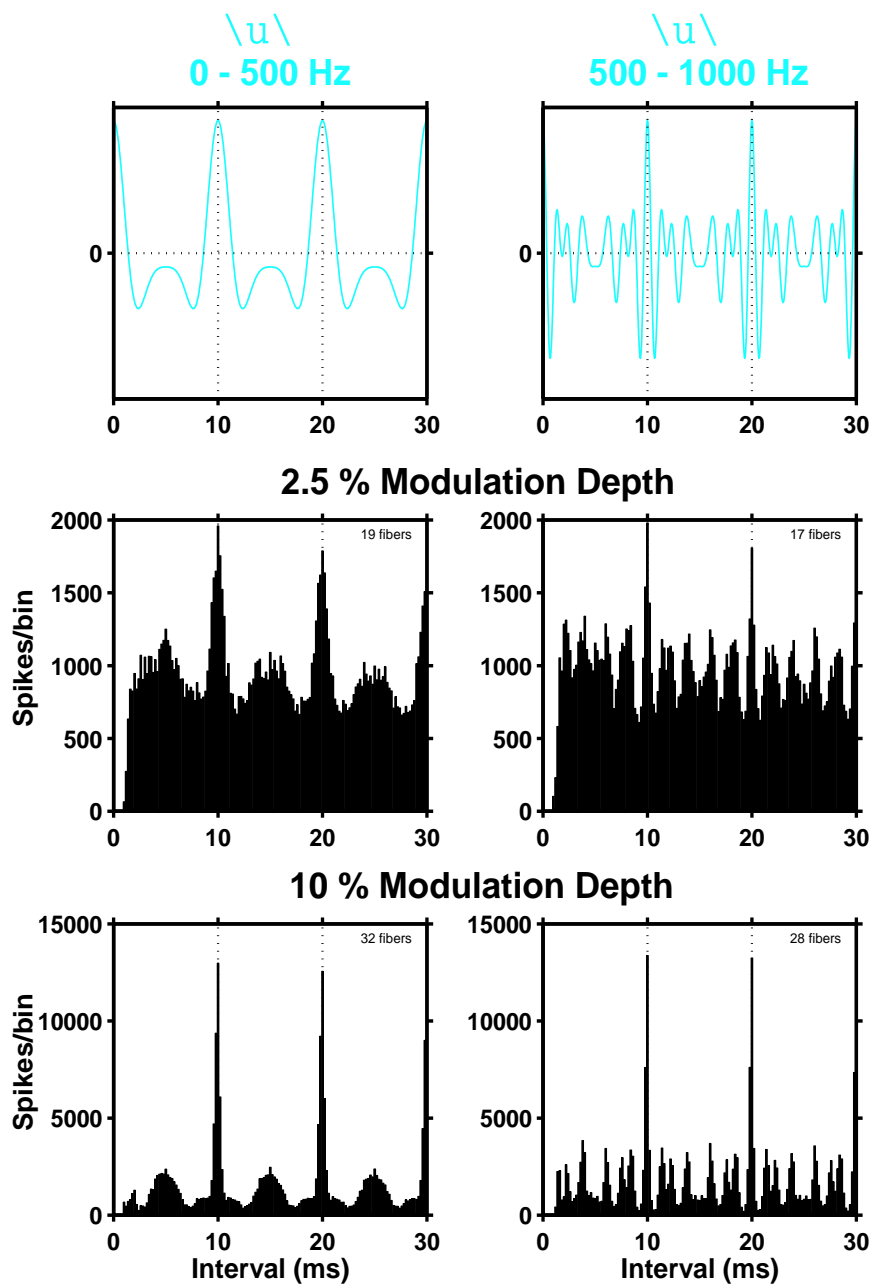 \u\ \u\
0 - 500 Hz 500 - 1000 Hz
0 0
0 10 20 30 0 10 20 30
2.5 % Modulation Depth
2000 2000
19 fibers 17 fibers
1500 1500
1000 1000
500 500
0 0
Spikes/bin
0 10 20 30 0 10 20 30
10 % Modulation Depth
15000 15000
32 fibers 28 fibers
10000 10000
5000 5000
0 0
Spikes/bin
0 10 20 30 0 10 20 30
Interval (ms) Interval (ms)